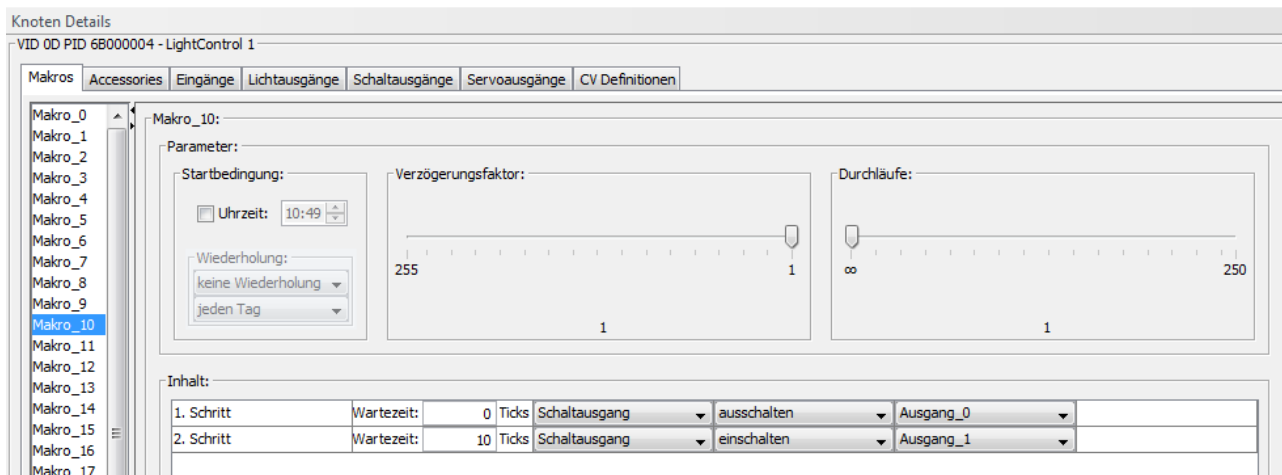 Knoten Details
VID 0D PID 6B000004 - LightControl 1
Makros Accessories Eingänge Lichtausgänge Schaltausgänge Servoausgänge CV Definitionen
Makro_0
Makro_1
Makro_2
Makro_3
Makro_4
Makro_5
Makro_6
Makro_7
Makro_8
Makro_9
Makro_10
Makro_11
Makro_12
Makro_13
Makro_14
Makro_15
Makro_16
Makro_17
Makro_10:
Parameter:
Startbedingung:
Uhrzeit: 10:49
Wiederholung:
keine Wiederholung
jeden Tag
Verzögerungsfaktor:
255 1
1
Durchläufe:
∞ 250
1
Inhalt:
1. Schritt Wartezeit: 0 Ticks Schaltausgang ausschalten Ausgang_0
2. Schritt Wartezeit: 10 Ticks Schaltausgang einschalten Ausgang_1